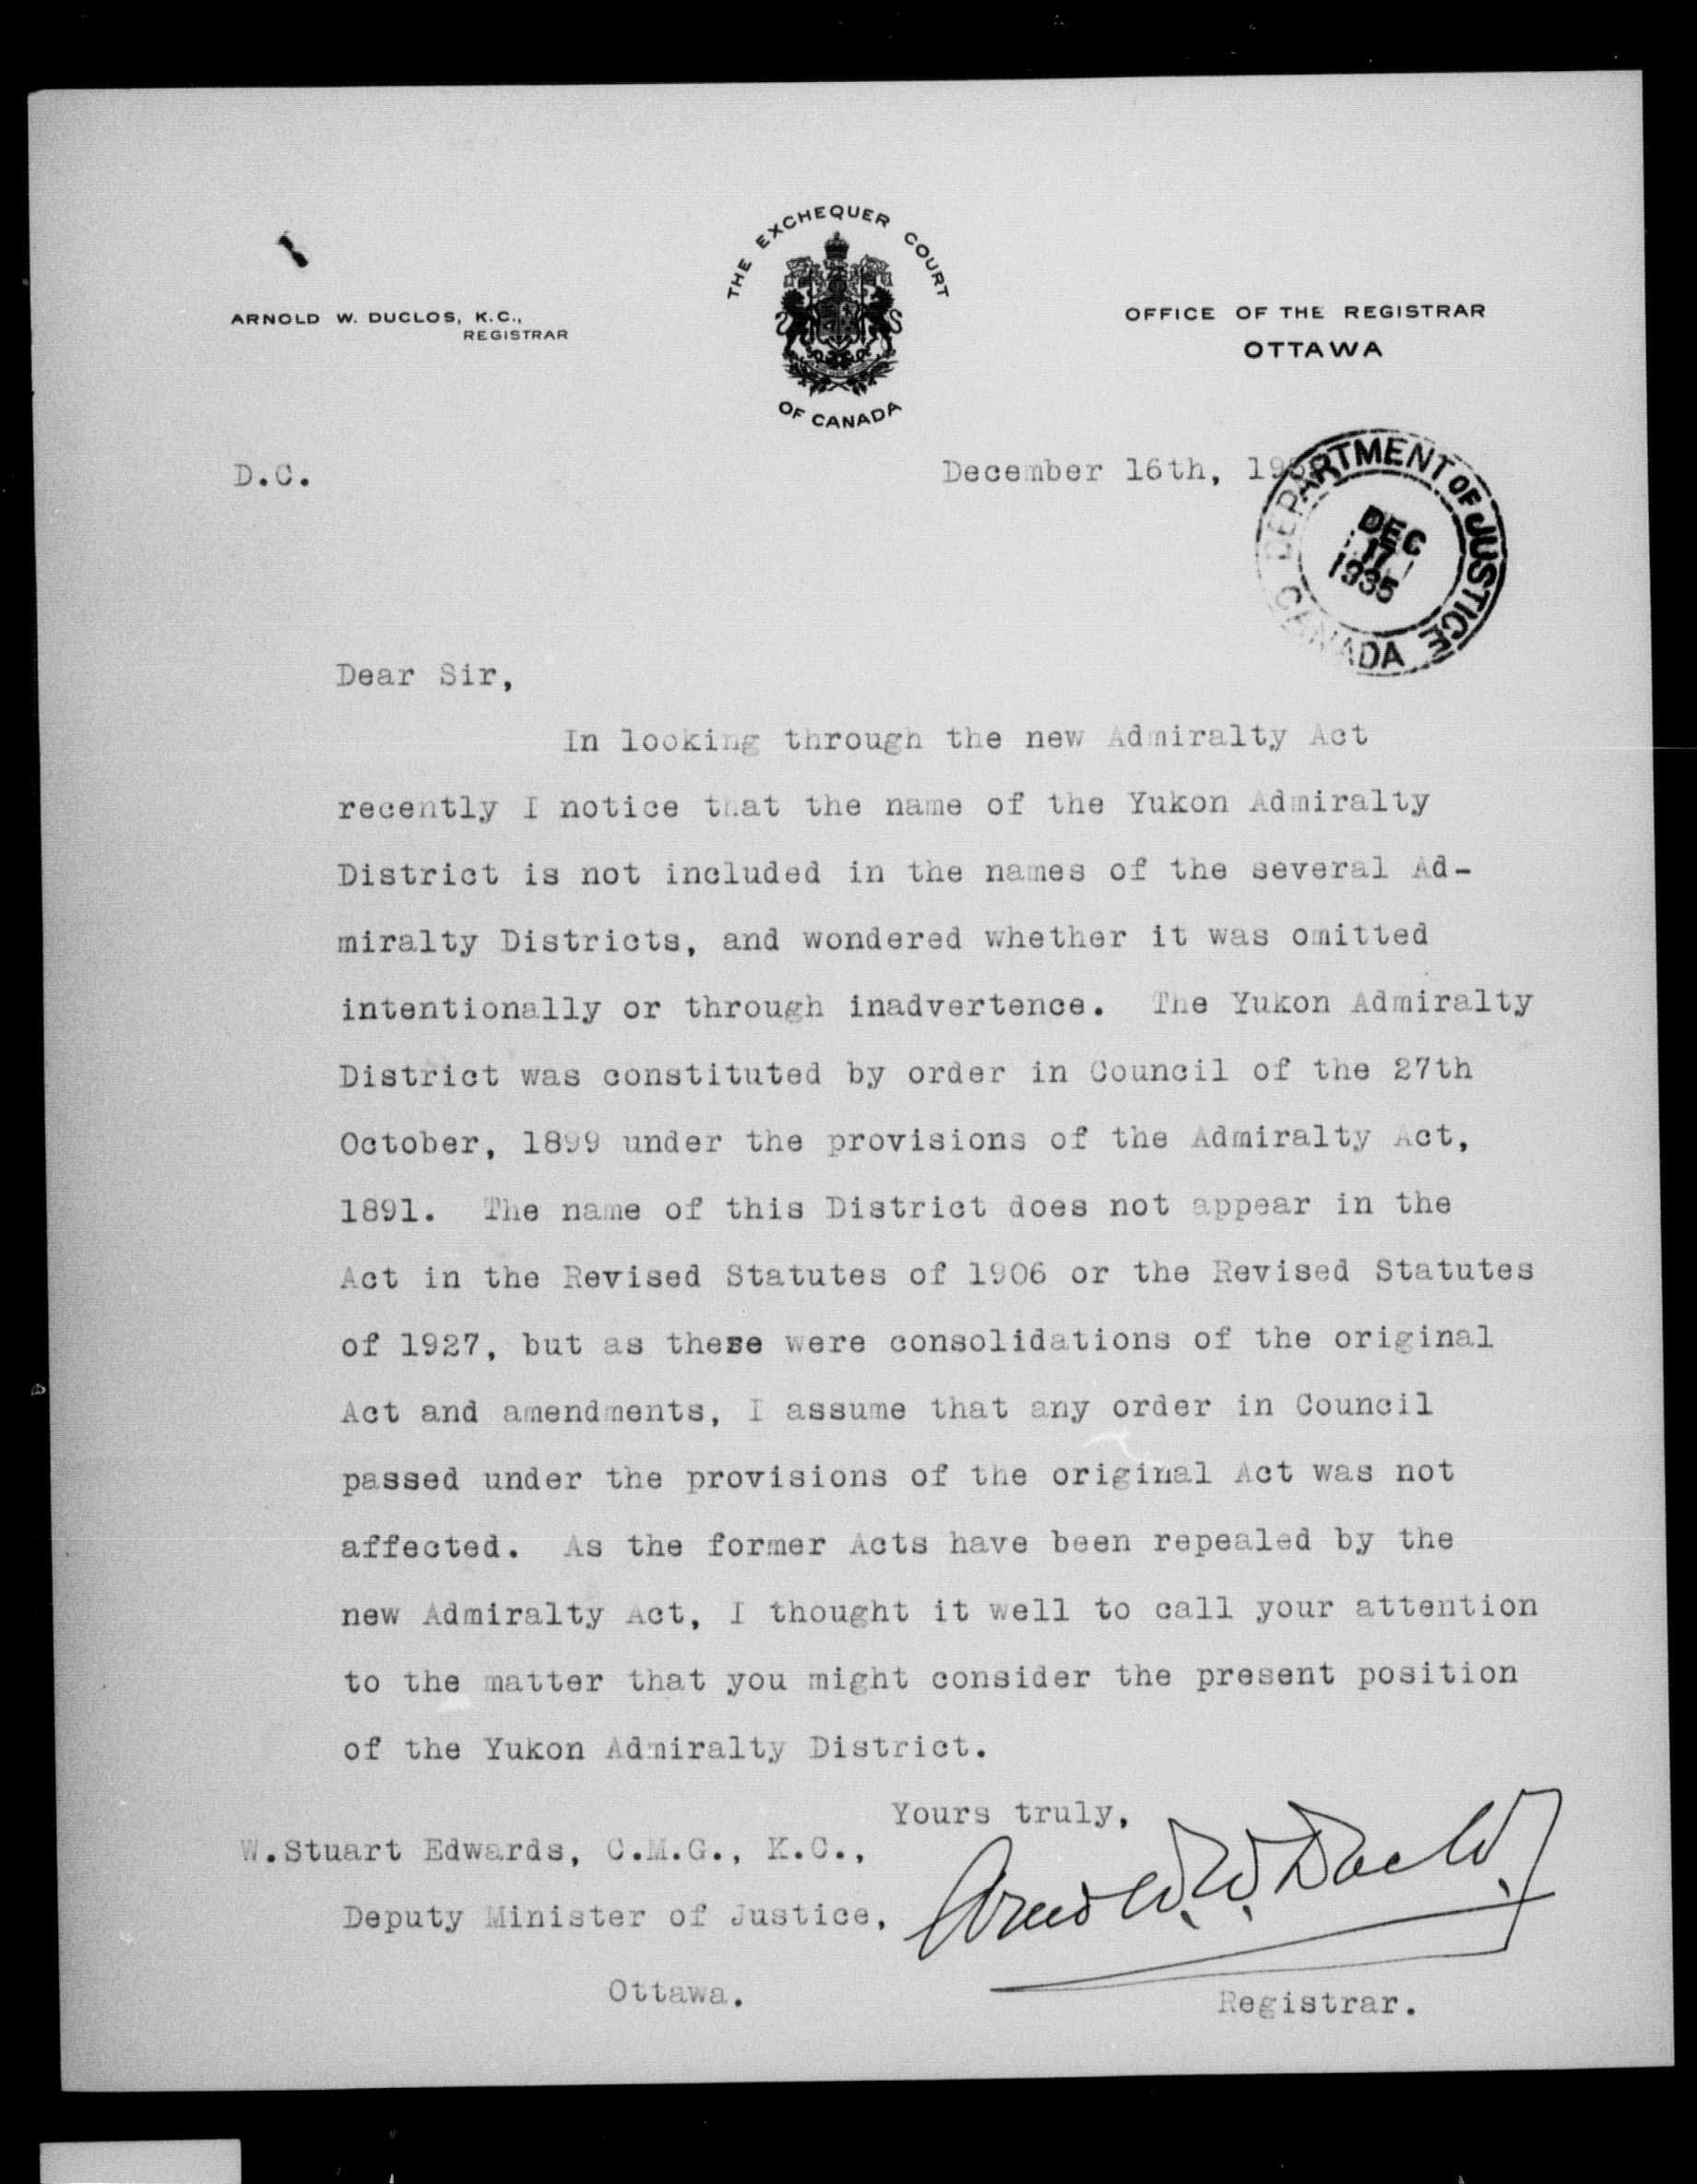 THE EXCHEQUER COURT
OF CANADA
ARNOLD W. DUCLOS, K.C.,
REGISTRAR
OFFICE OF THE REGISTRAR
OTTAWA
D.C.
December 16th,
DEPARTMENT OF JUSTICE
DEC
17
1935
CANADA
Dear Sir,
In looking through the new Admiralty Act
recently I notice that the name of the Yukon Admiralty
District is not included in the names of the several Ad-
miralty Districts, and wondered whether it was omitted
intentionally or through inadvertence. The Yukon Admiralty
District was constituted by order in Council of the 27th
October, 1899 under the provisions of the Admiralty Act,
1891. The name of this District does not appear in the
Act in the Revised Statutes of 1906 or the Revised Statutes
of 1927, but as these were consolidations of the original
Act and amendments, I assume that any order in Council
passed under the provisions of the original Act was not
affected. As the former Acts have been repealed by the
new Admiralty Act, I thought it well to call your attention
to the matter that you might consider the present position
of the Yukon Admiralty District.
Yours truly,
W.Stuart Edwards, C.M.G., K.C.,
Deputy Minister of Justice,
Arnold W. Duclos
Ottawa.
Registrar.